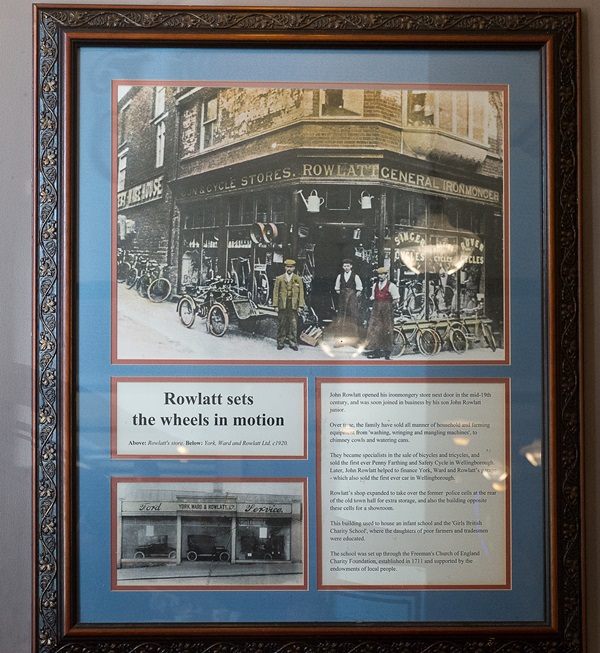 & CYCLE STORES. ROWLATT GENERAL IRONMONGER
HOUSE
SINGER ROVER
CYCLES CYCLES
Rowlatt sets
the wheels in motion
Above: Rowlatt's store; Below: York, Ward and Rowlatt Ltd. c1920.
Ford YORK, WARD & ROWLATT, LTD. Service
John Rowlatt opened his ironmongery store next door in the mid-19th
century, and was soon joined in business by his son John Rowlatt
junior.
Over time, the family have sold all manner of household and farming
equipment from 'washing, wringing and mangling machines', to
chimney cowls and watering cans.
They became specialists in the sale of bicycles and tricycles, and
sold the first ever Penny Farthing and Safety Cycle in Wellingborough.
Later, John Rowlatt helped to finance York, Ward and Rowlatt's
- which also sold the first ever car in Wellingborough.
Rowlatt's shop expanded to take over the former police cells at the rear
of the old town hall for extra storage, and also the building opposite
these cells for a showroom.
This building used to house an infant school and the 'Girls British
Charity School', where the daughters of poor farmers and tradesmen
were educated.
The school was set up through the Freeman's Church of England
Charity Foundation, established in 1711 and supported by the
endowments of local people.